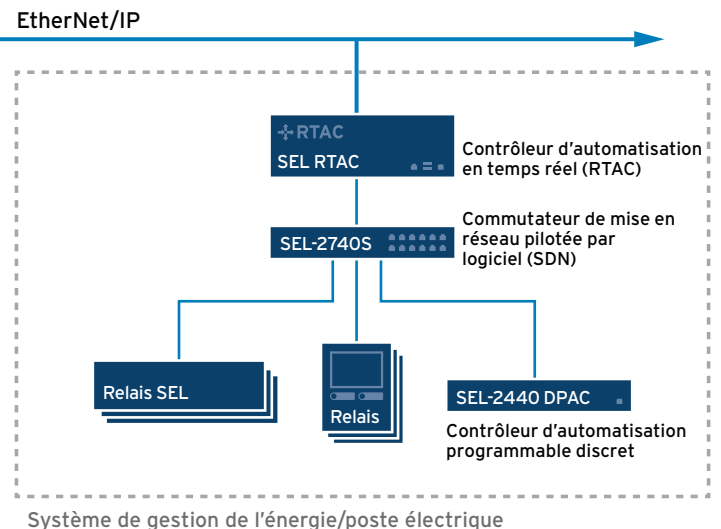 EtherNet/IP
RTAC
SEL RTAC
Contrôleur d'automatisation
en temps réel (RTAC)
SEL-2740S
Commutateur de mise en
réseau pilotée par
logiciel (SDN)
Relais SEL
Relais
SEL-2440 DPAC
Contrôleur d'automatisation
programmable discret
Système de gestion de l'énergie/poste électrique